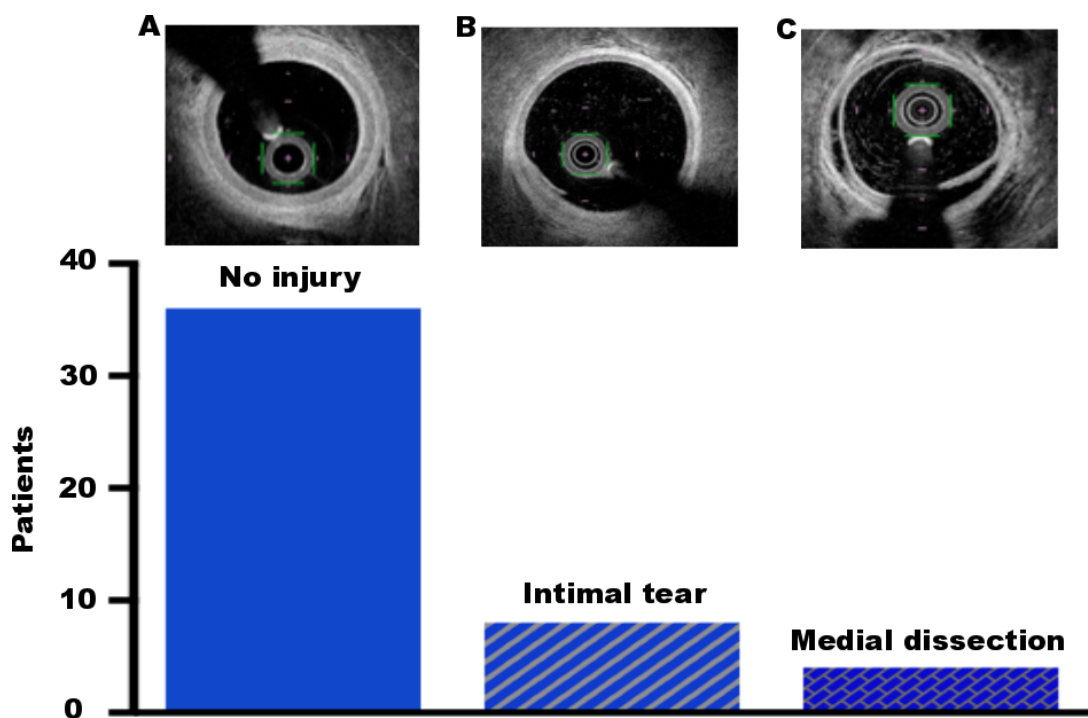 A
B
C
40
No injury
30
20
Patients
10
Intimal tear
Medial dissection
0